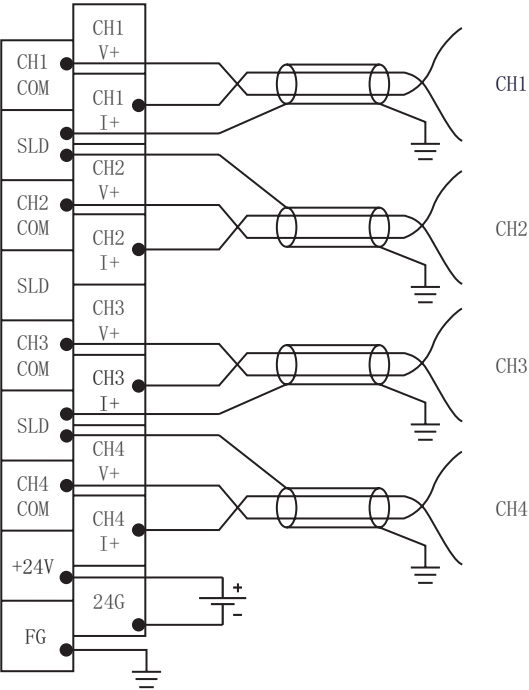 CH1
V+
CH1
COM
CH1
I+
SLD
CH2
V+
CH2
COM
CH2
I+
SLD
CH3
V+
CH3
COM
CH3
I+
SLD
CH4
V+
CH4
COM
CH4
I+
+24V
24G
FG
+
−
CH1
CH2
CH3
CH4